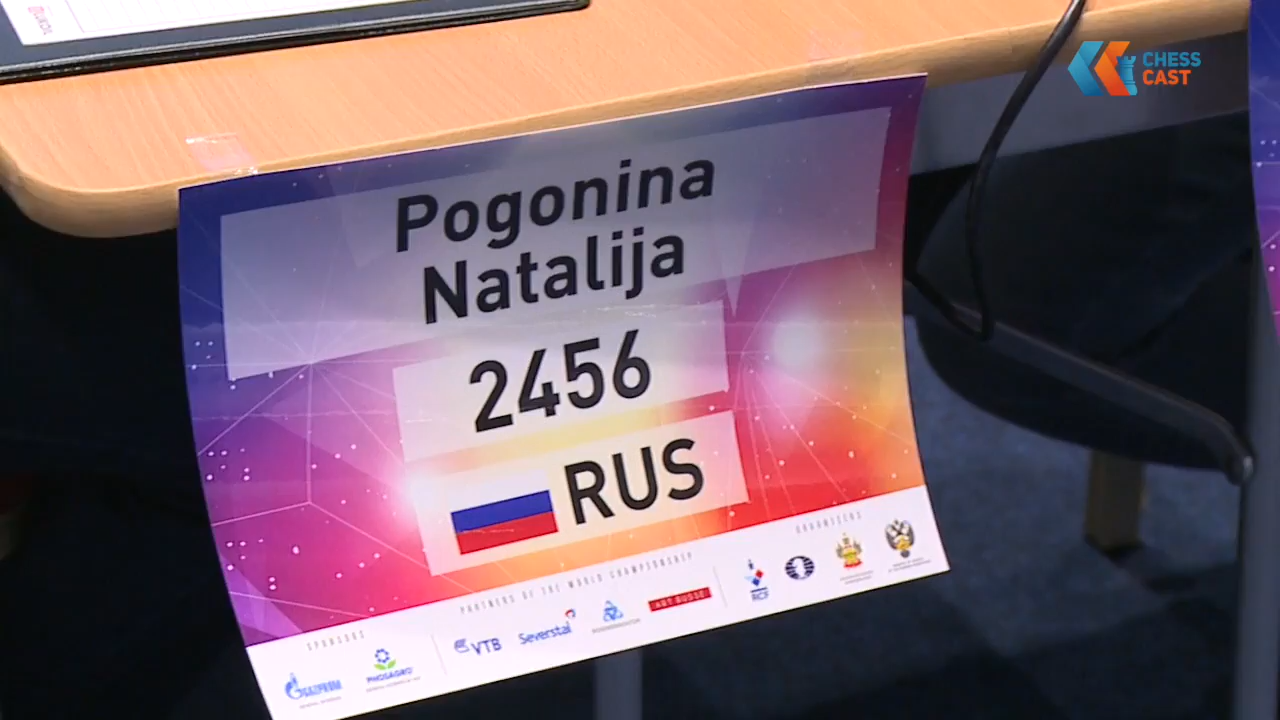 CHESS
CAST
Pogonina
Natalija
2456
RUS
ORGANIZERS
PARTNERS OF THE WORLD CHAMPIONSHIP
SPONSORS
GAZPROM
PHOSAGRO
VTB
Severstal
ART RUSSE
RCF